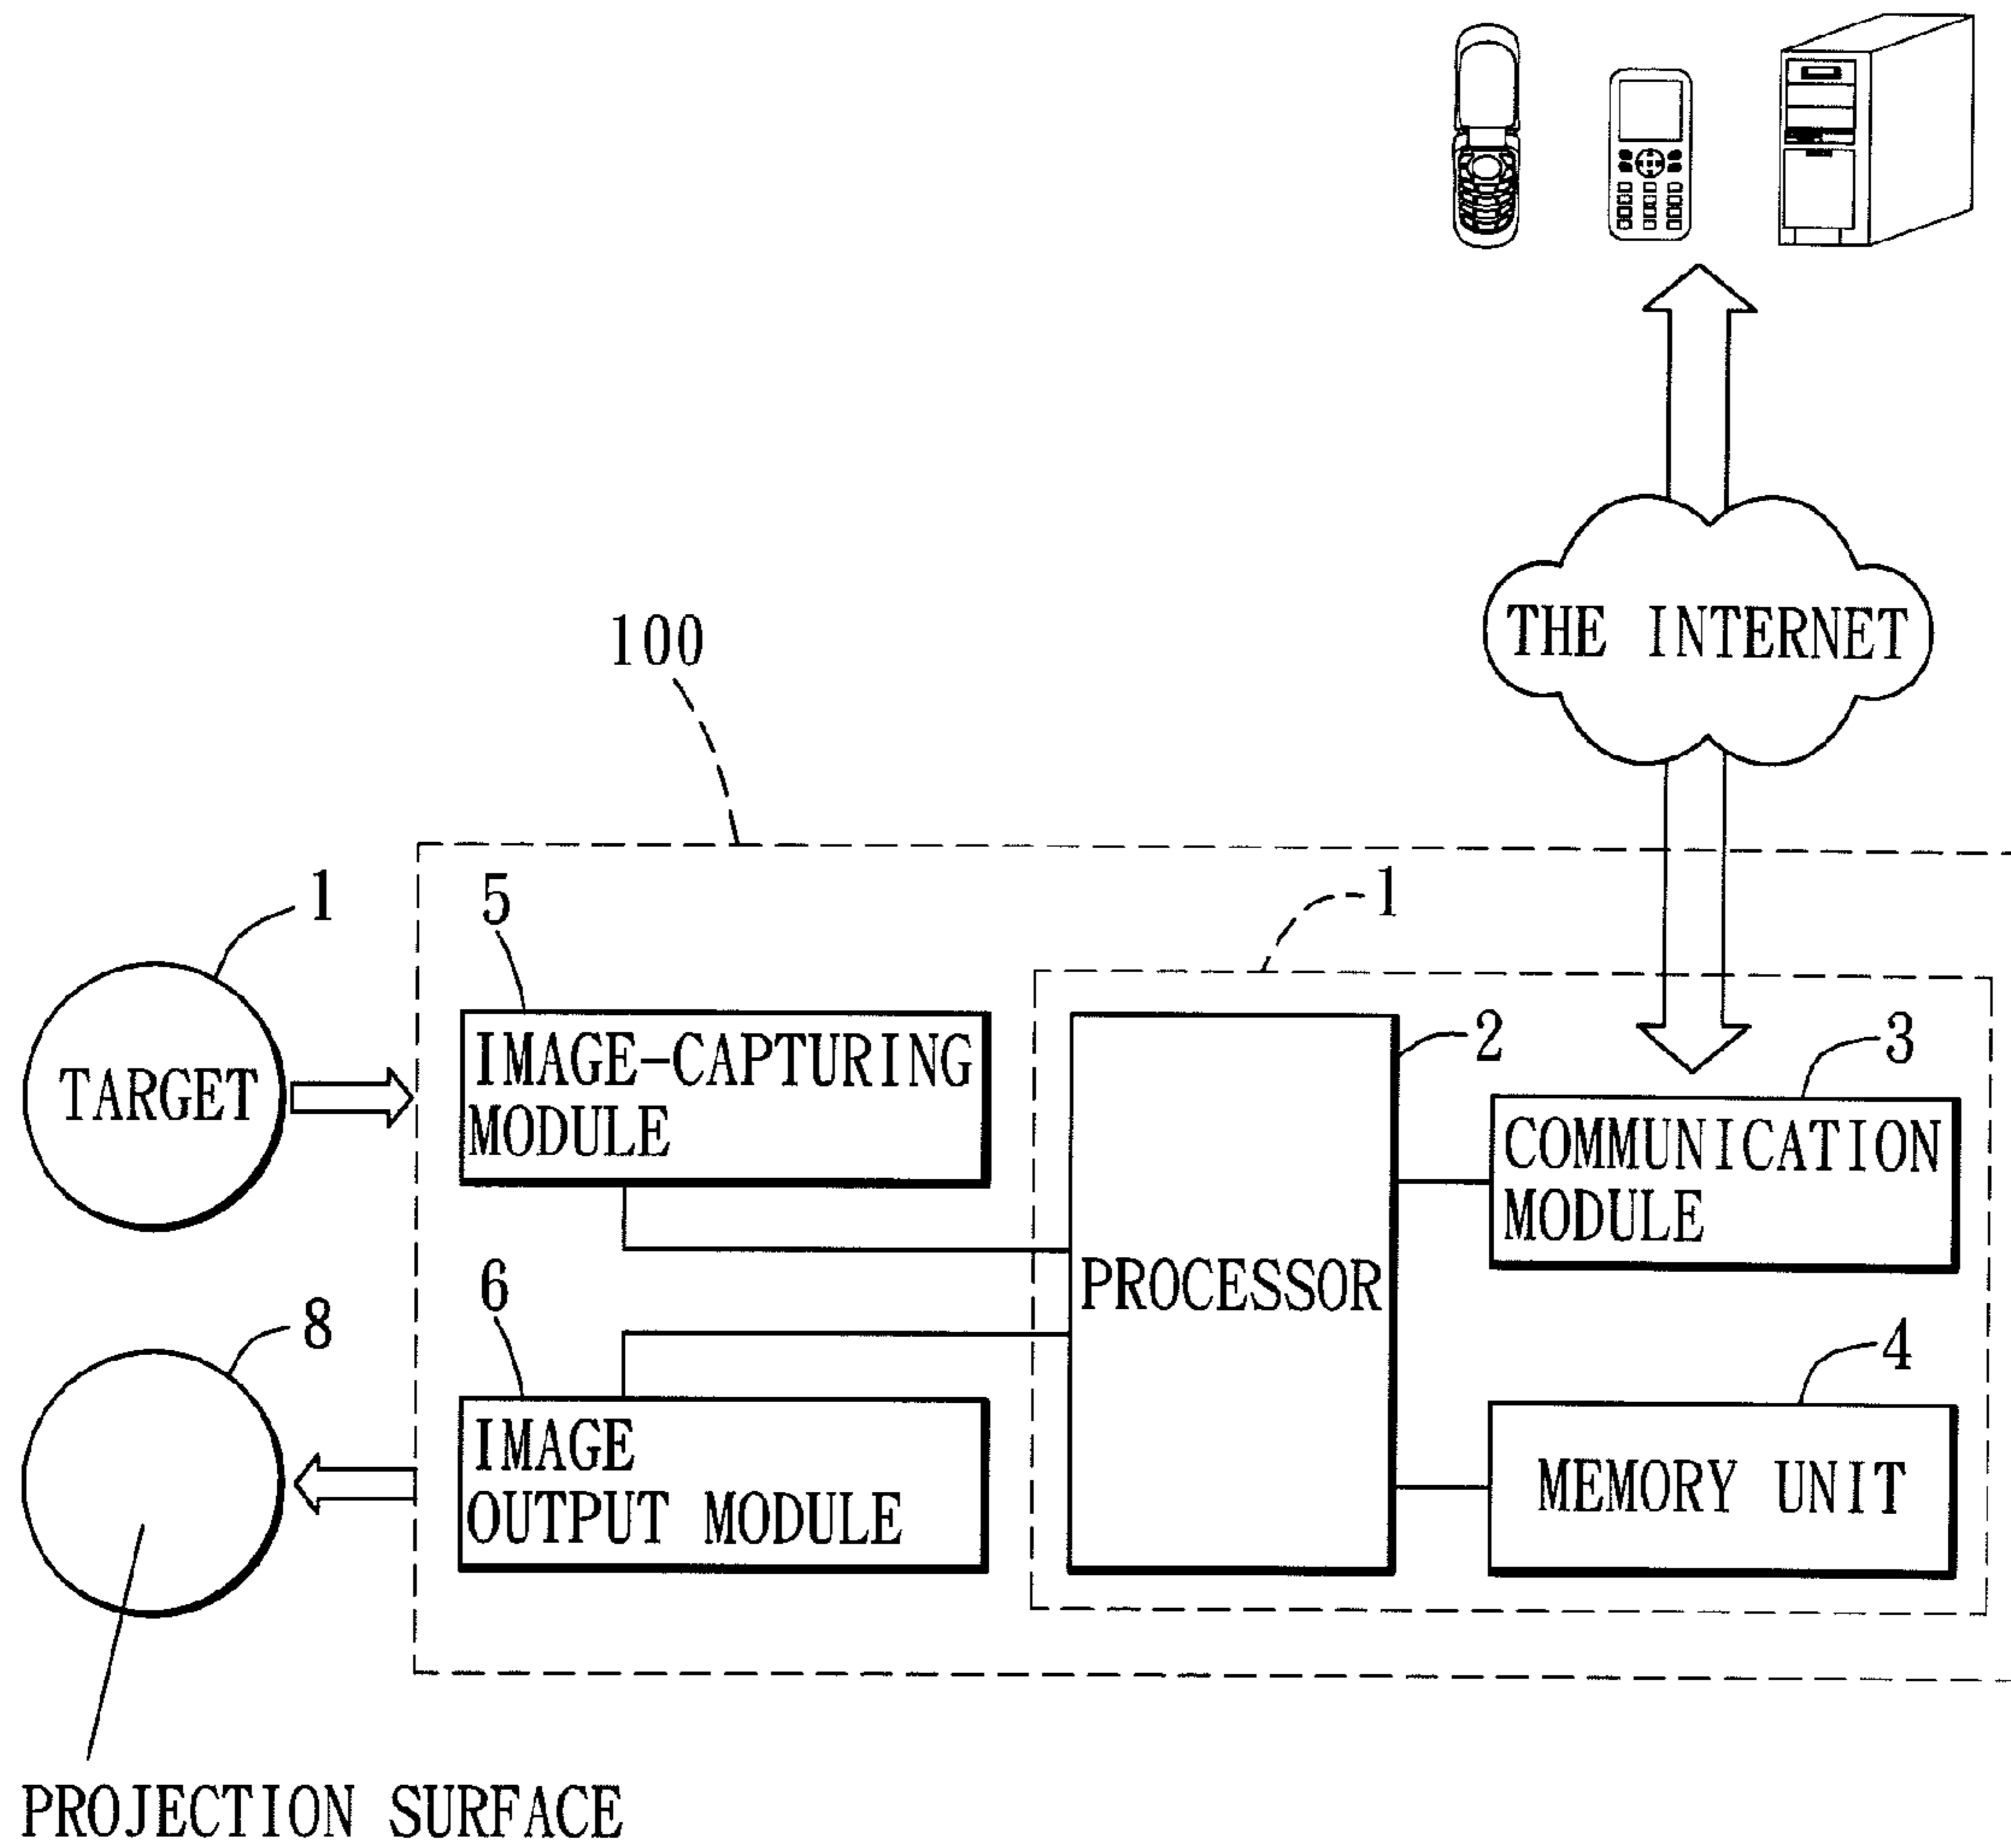 THE INTERNET
100
1
5
-1
TARGET
IMAGE-CAPTURING
MODULE
2
3
COMMUNICATION
MODULE
PROCESSOR
6
8
4
IMAGE
OUTPUT MODULE
MEMORY UNIT
PROJECTION SURFACE